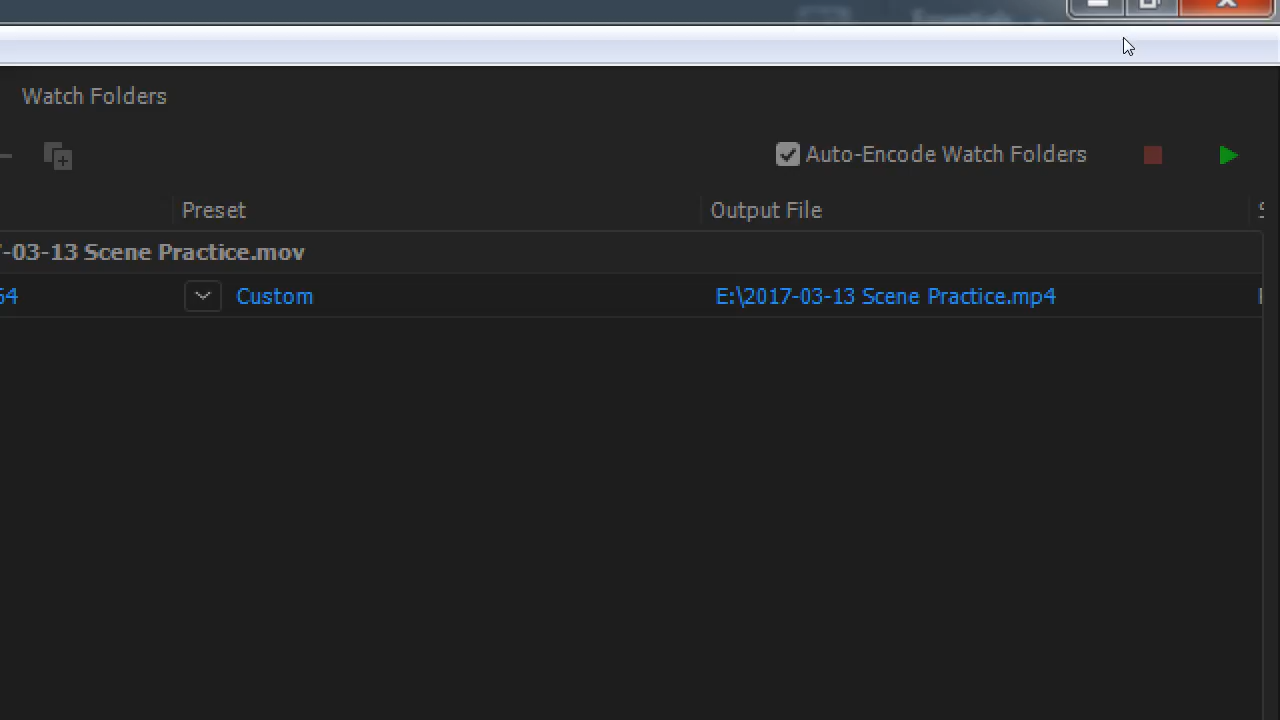 Watch Folders
Auto-Encode Watch Folders
Preset Output File
-03-13 Scene Practice.mov
64 Custom E:\2017-03-13 Scene Practice.mp4